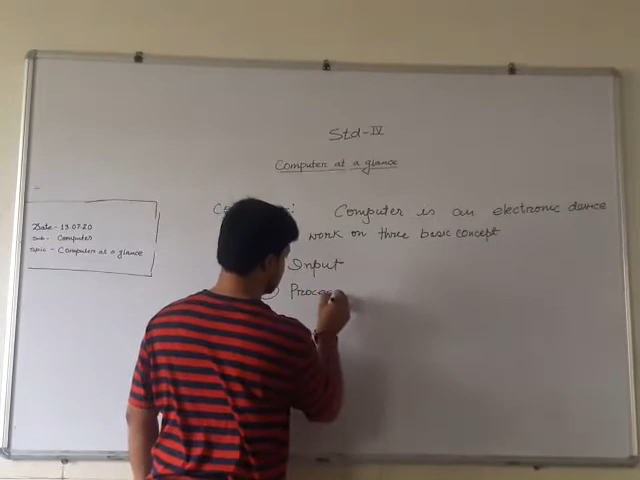 Std-IV
Computer at a glance
Computer is an electronic device
work on three basic concept
Input
Process
Date - 13.07.20
Sub - Computer
Topic - Computer at a glance